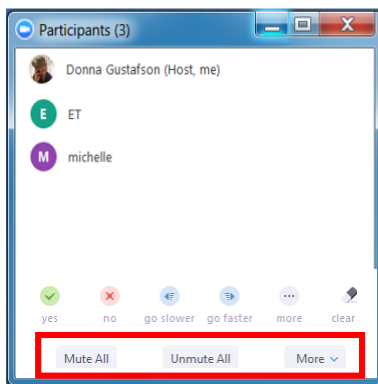 Participants (3)
Donna Gustafson (Host, me)
E ET
M michelle
yes no go slower go faster more clear
Mute All Unmute All More